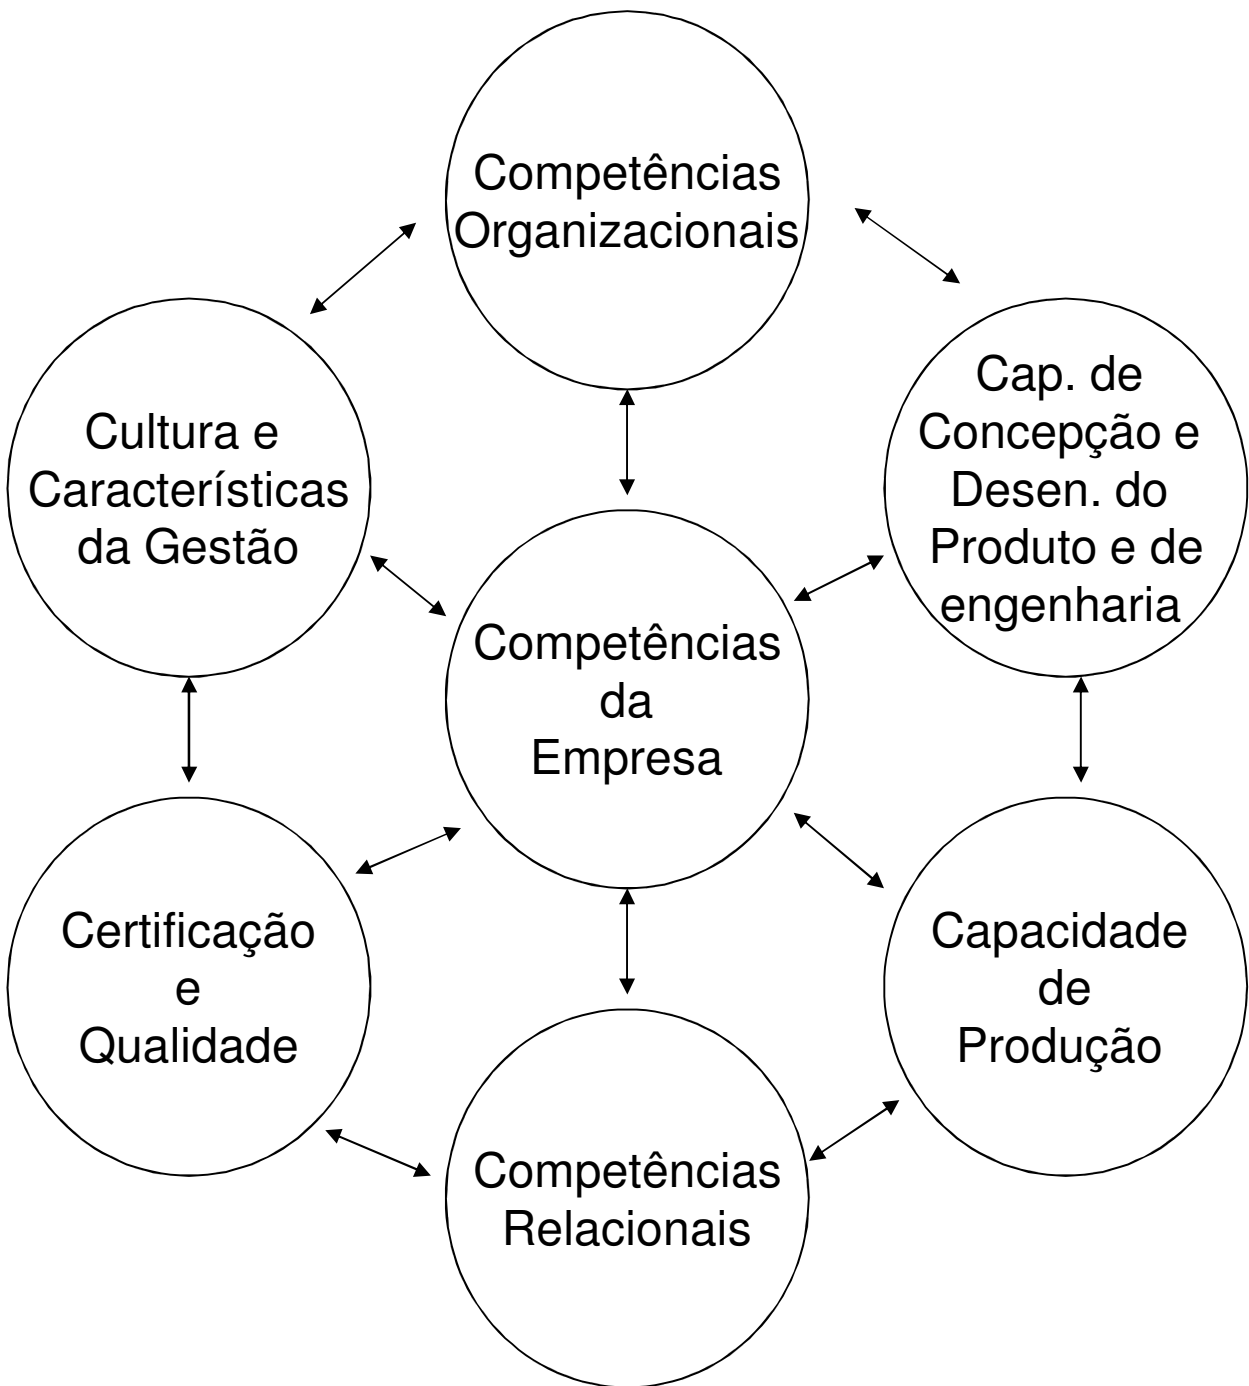 Competências
Organizacionais
Cultura e
Características
da Gestão
Cap. de
Concepção e
Desen. do
Produto e de
engenharia
Competências
da
Empresa
Certificação
e
Qualidade
Capacidade
de
Produção
Competências
Relacionais